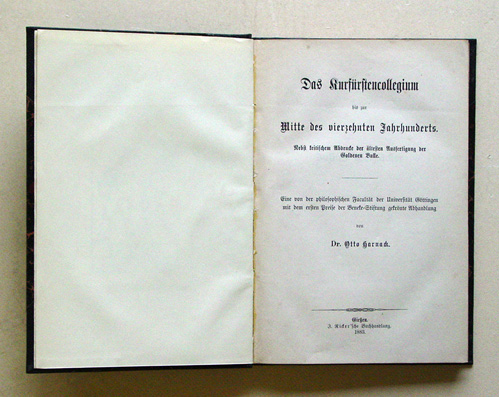 Das Kurfürstencollegium
bis zur
Mitte des vierzehnten Jahrhunderts.
Nebst kritischem Abdrucke der ältesten Ausfertigung der
Goldenen Bulle.
Eine von der philosophischen Facultät der Universität Göttingen
mit dem ersten Preise der Beneke-Stiftung gekrönte Abhandlung
von
Dr. Otto Harnack.
Gießen.
J. Ricker'sche Buchhandlung.
1883.